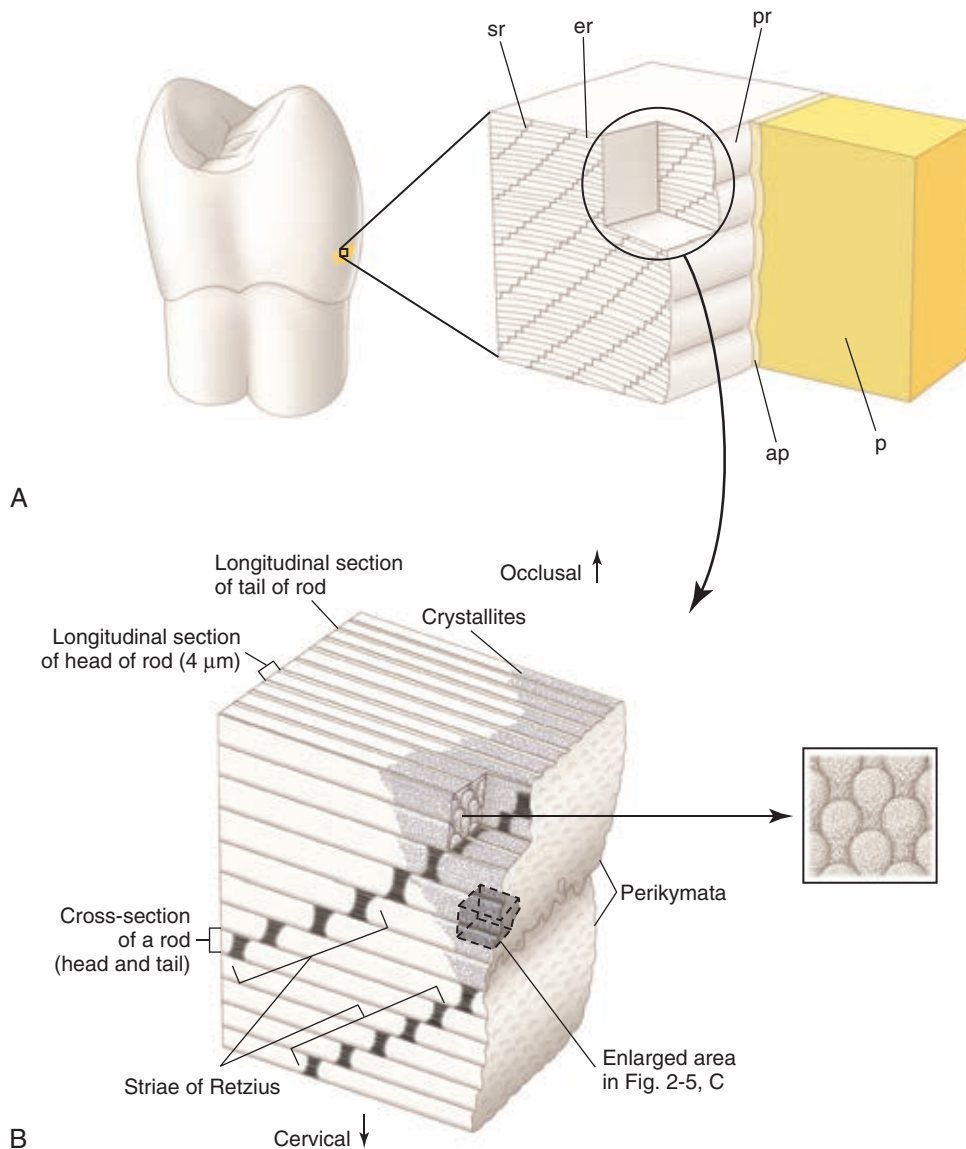 sr
er
pr
ap
p
A
Longitudinal section
of tail of rod
Occlusal
Crystallites
Longitudinal section
of head of rod (4 μm)
Perikymata
Cross-section
of a rod
(head and tail)
Enlarged area
in Fig. 2-5, C
Striae of Retzius
Cervical
B